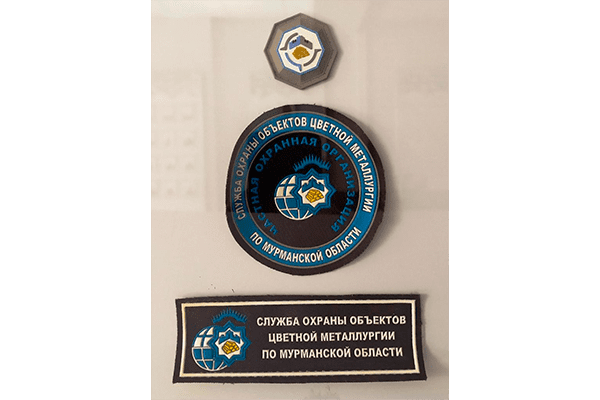 СЛУЖБА ОХРАНЫ ОБЪЕКТОВ ЦВЕТНОЙ МЕТАЛЛУРГИИ
ПО МУРМАНСКОЙ ОБЛАСТИ
ЧАСТНАЯ ОХРАННАЯ ОРГАНИЗАЦИЯ
СЛУЖБА ОХРАНЫ ОБЪЕКТОВ
ЦВЕТНОЙ МЕТАЛЛУРГИИ
ПО МУРМАНСКОЙ ОБЛАСТИ